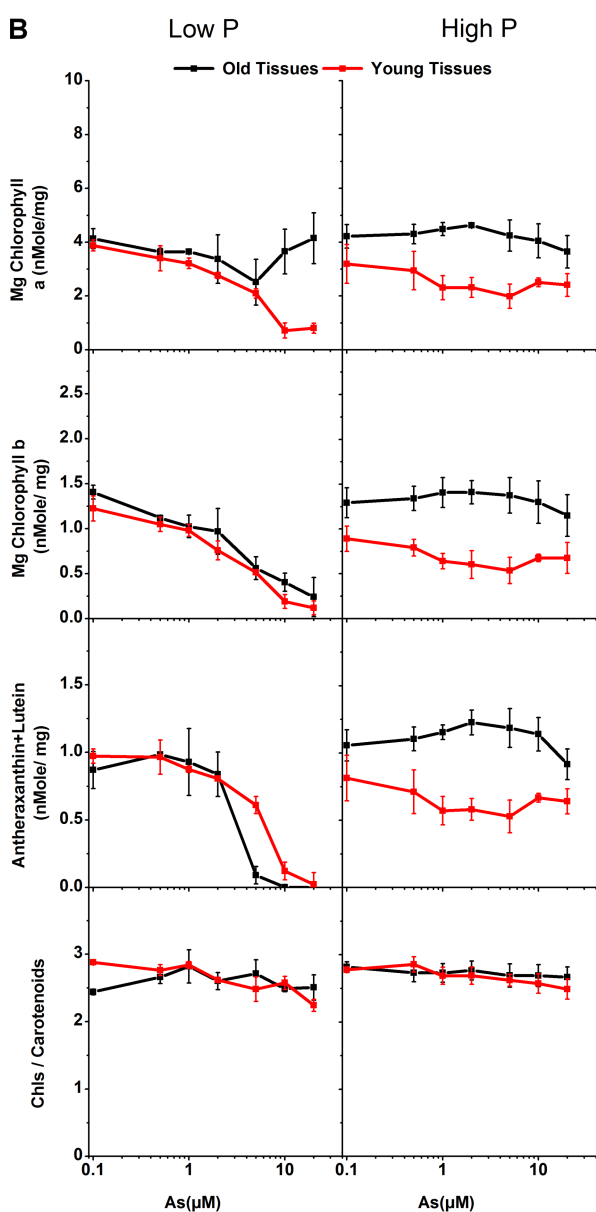 B
Low P
High P
Old Tissues
Young Tissues
Mg Chlorophyll
a (nMole/mg)
10
8
6
4
2
0
Mg Chlorophyll b
(nMole/ mg)
2.5
2.0
1.5
1.0
0.5
0.0
Antheraxanthin+Lutein
(nMole/ mg)
1.5
1.0
0.5
0.0
Chls / Carotenoids
3
2
1
0
0.1
1
10
0.1
1
10
As(µM)
As(µM)